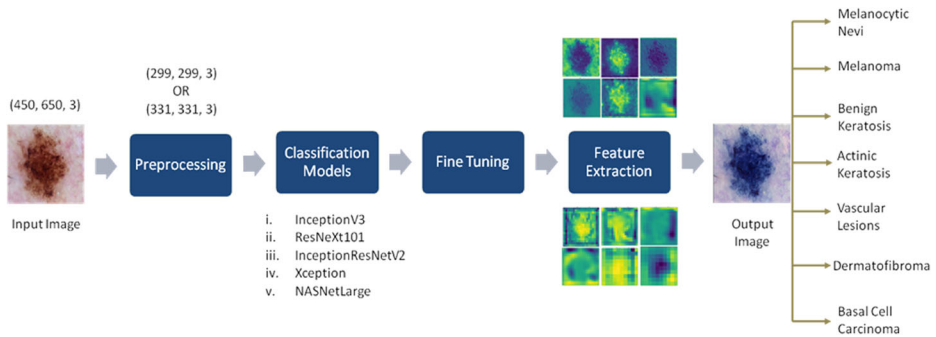 (450, 650, 3)
Input Image
(299, 299, 3)
OR
(331, 331, 3)
Preprocessing
Classification
Models
i. InceptionV3
ii. ResNeXt101
iii. InceptionResNetV2
iv. Xception
v. NASNetLarge
Fine Tuning
Feature
Extraction
Output
Image
Melanocytic
Nevi
Melanoma
Benign
Keratosis
Actinic
Keratosis
Vascular
Lesions
Dermatofibroma
Basal Cell
Carcinoma